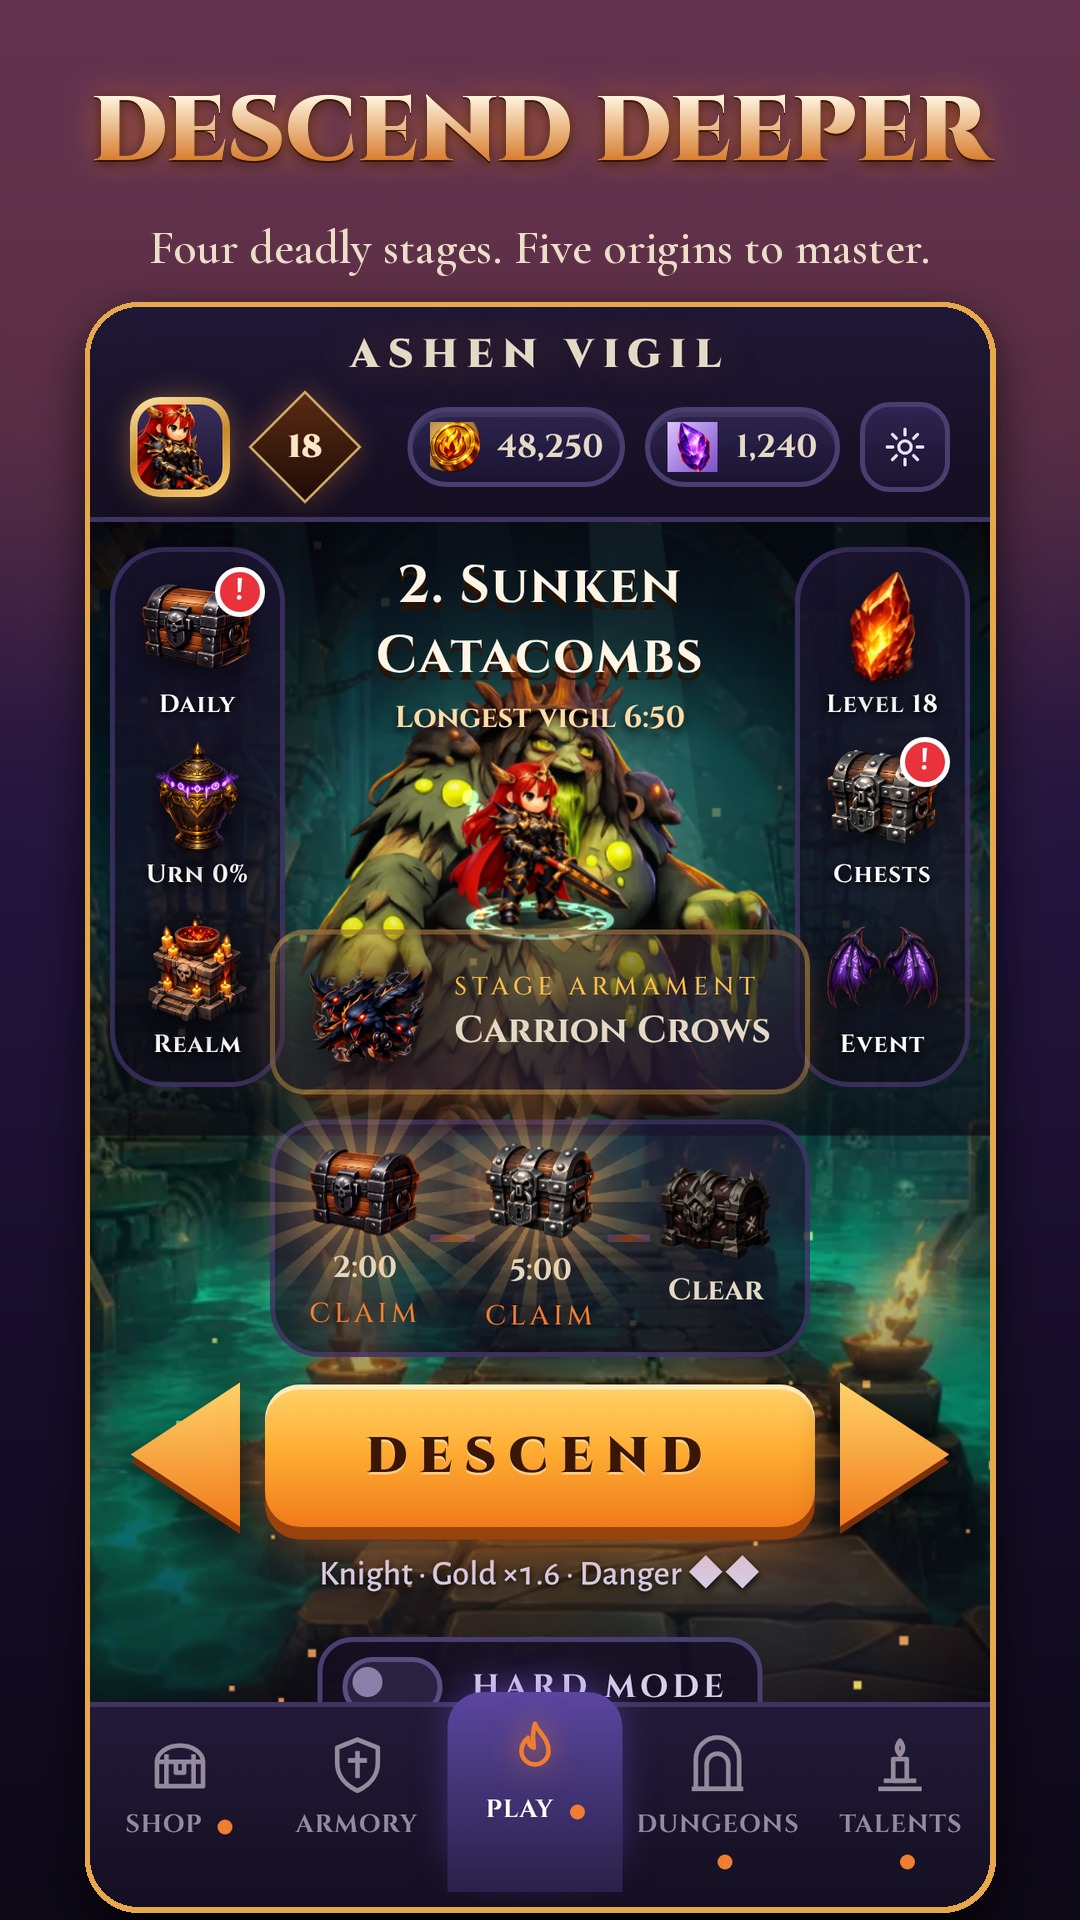 DESCEND DEEPER
Four deadly stages. Five origins to master.
ASHEN VIGIL
18
48,250
1,240
2. SUNKEN
CATACOMBS
LONGEST VIGIL 6:50
!
DAILY
URN 0%
REALM
LEVEL 18
!
CHESTS
EVENT
STAGE ARMAMENT
CARRION CROWS
2:00
CLAIM
5:00
CLAIM
CLEAR
DESCEND
Knight · Gold ×1.6 · Danger ◆◆
HARD MODE
SHOP
ARMORY
PLAY
DUNGEONS
TALENTS